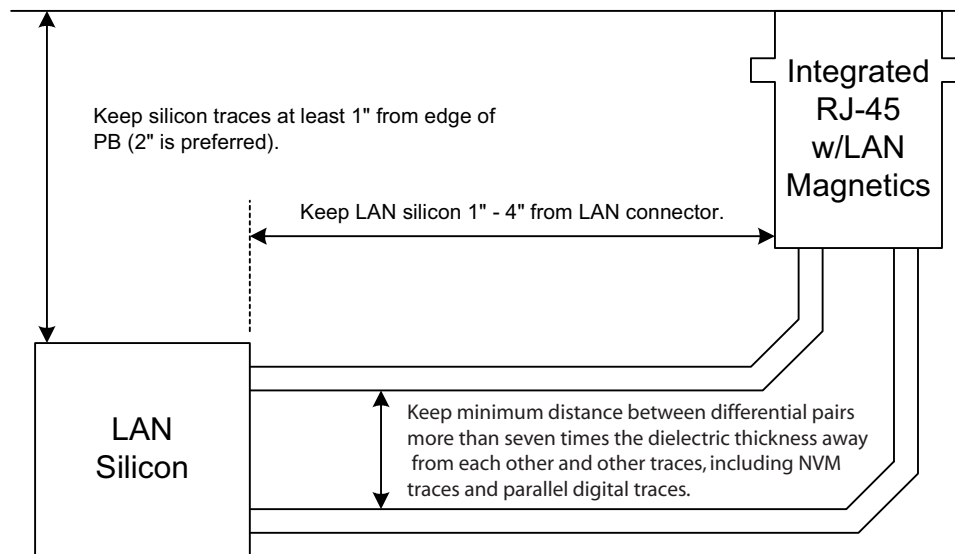 Keep silicon traces at least 1" from edge of
PB (2" is preferred).
Integrated
RJ-45
w/LAN
Magnetics
Keep LAN silicon 1" - 4" from LAN connector.
LAN
Silicon
Keep minimum distance between differential pairs
more than seven times the dielectric thickness away
from each other and other traces, including NVM
traces and parallel digital traces.